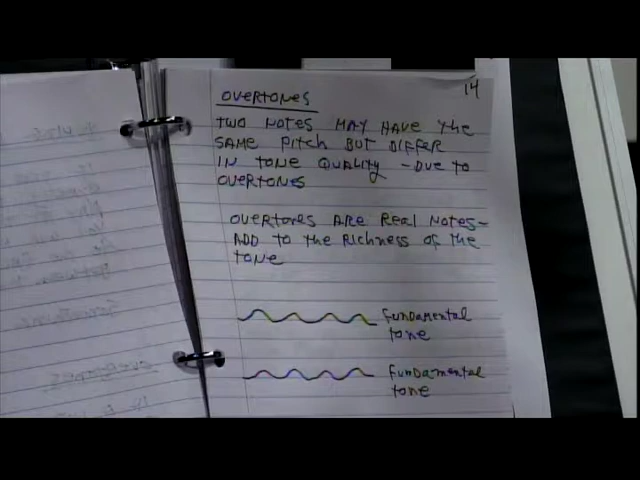 14
OVERTONES
TWO NOTES MAY HAVE THE
SAME PITCH BUT DIFFER
IN TONE QUALITY - DUE TO
OVERTONES
OVERTONES ARE REAL NOTES-
ADD TO THE RICHNESS OF THE
TONE
FUNDAMENTAL
TONE
FUNDAMENTAL
TONE